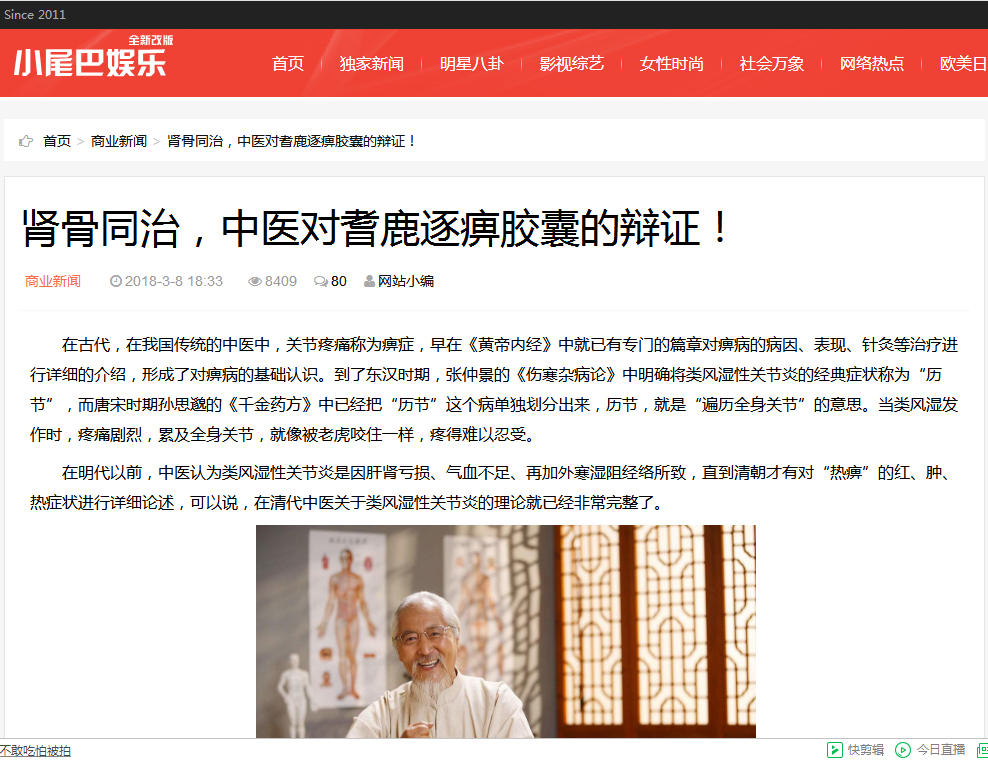 Since 2011
全新改版
小尾巴娱乐
首页 独家新闻 明星八卦 影视综艺 女性时尚 社会万象 网络热点 欧美日
首页 > 商业新闻 > 肾骨同治，中医对耆鹿逐痹胶囊的辩证！
肾骨同治，中医对耆鹿逐痹胶囊的辩证！
商业新闻 2018-3-8 18:33 8409 80 网站小编
在古代，在我国传统的中医中，关节疼痛称为痹症，早在《黄帝内经》中就已有专门的篇章对痹病的病因、表现、针灸等治疗进
行详细的介绍，形成了对痹病的基础认识。到了东汉时期，张仲景的《伤寒杂病论》中明确将类风湿性关节炎的经典症状称为“历
节”，而唐宋时期孙思邈的《千金药方》中已经把“历节”这个病单独划分出来，历节，就是“遍历全身关节”的意思。当类风湿发
作时，疼痛剧烈，累及全身关节，就像被老虎咬住一样，疼得难以忍受。
在明代以前，中医认为类风湿性关节炎是因肝肾亏损、气血不足、再加外寒湿阻经络所致，直到清朝才有对“热痹”的红、肿、
热症状进行详细论述，可以说，在清代中医关于类风湿性关节炎的理论就已经非常完整了。
不敢吃怕被拍 快剪辑 今日直播